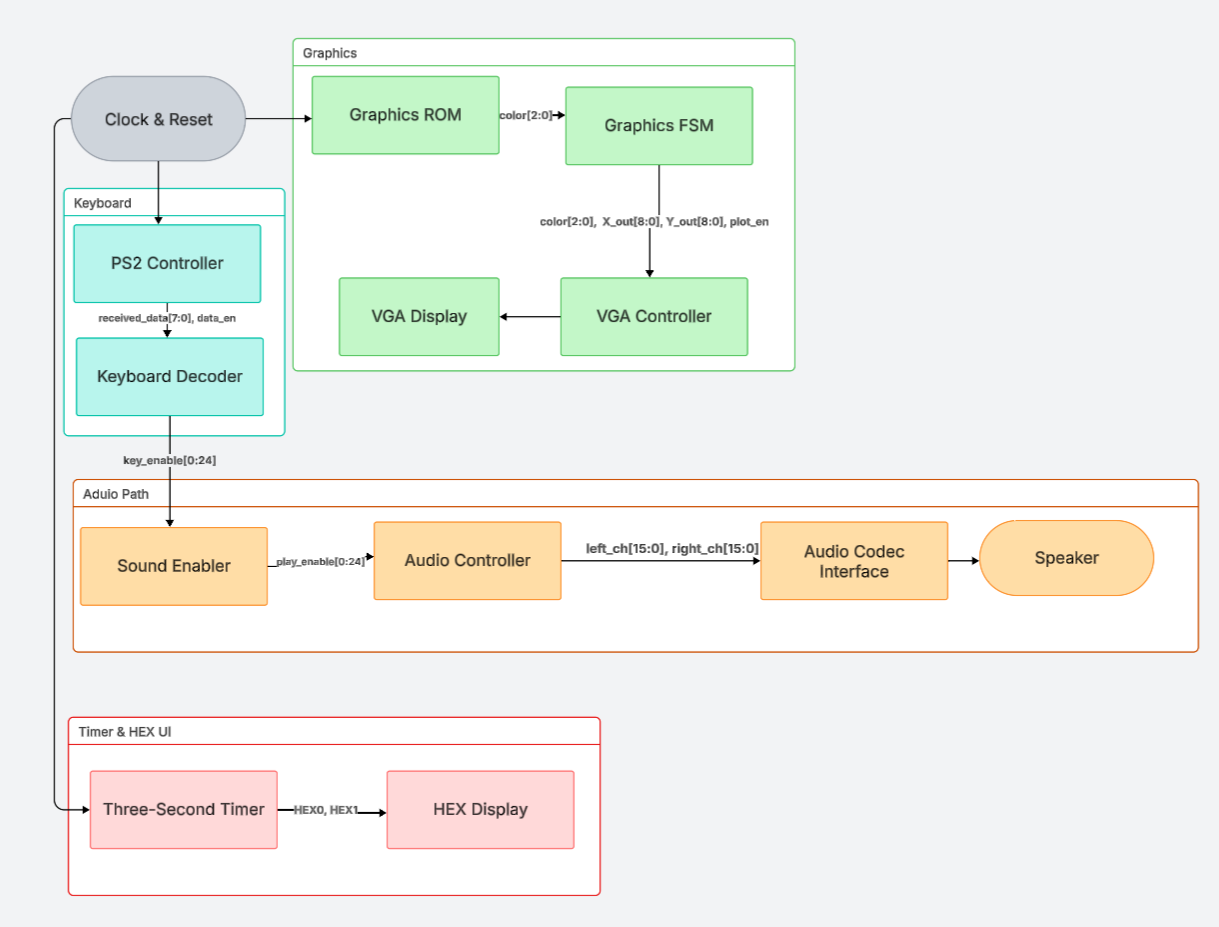 Graphics
Clock & Reset
Graphics ROM
color[2:0]
Graphics FSM
color[2:0], X_out[8:0], Y_out[8:0], plot_en
VGA Display
VGA Controller
Keyboard
PS2 Controller
received_data[7:0], data_en
Keyboard Decoder
key_enable[0:24]
Aduio Path
Sound Enabler
play_enable[0:24]
Audio Controller
left_ch[15:0], right_ch[15:0]
Audio Codec
Interface
Speaker
Timer & HEX UI
Three-Second Timer
HEX0, HEX1
HEX Display